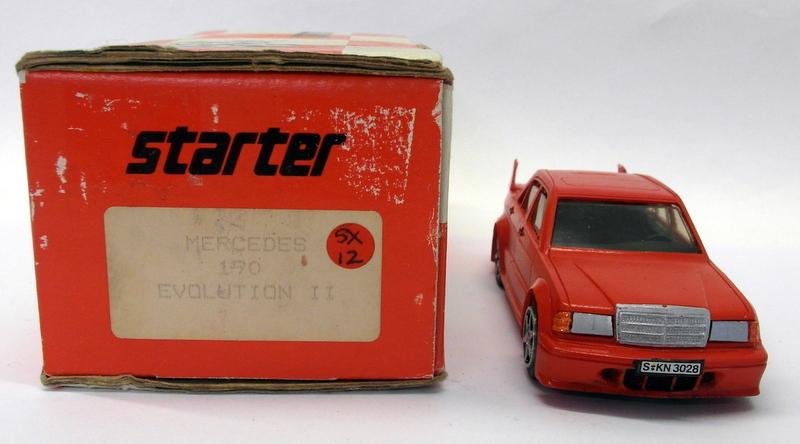 starter
MERCEDES
190
EVOLUTION II
SX
12
S KN 3028